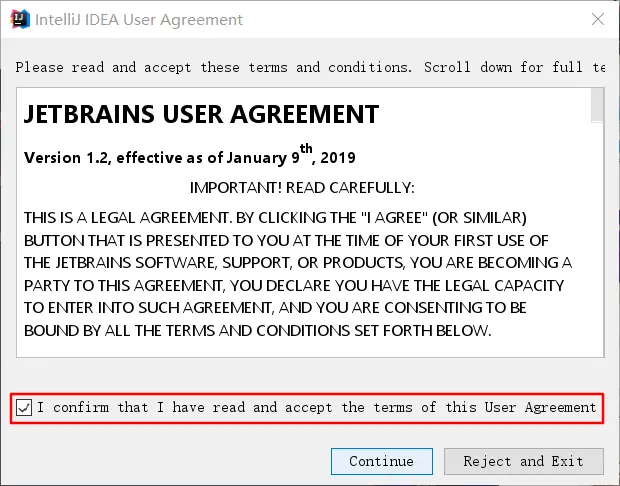 IntelliJ IDEA User Agreement
Please read and accept these terms and conditions. Scroll down for full te
JETBRAINS USER AGREEMENT
Version 1.2, effective as of January 9th, 2019
IMPORTANT! READ CAREFULLY:
THIS IS A LEGAL AGREEMENT. BY CLICKING THE "I AGREE" (OR SIMILAR)
BUTTON THAT IS PRESENTED TO YOU AT THE TIME OF YOUR FIRST USE OF
THE JETBRAINS SOFTWARE, SUPPORT, OR PRODUCTS, YOU ARE BECOMING A
PARTY TO THIS AGREEMENT, YOU DECLARE YOU HAVE THE LEGAL CAPACITY
TO ENTER INTO SUCH AGREEMENT, AND YOU ARE CONSENTING TO BE
BOUND BY ALL THE TERMS AND CONDITIONS SET FORTH BELOW.
I confirm that I have read and accept the terms of this User Agreement
Continue
Reject and Exit